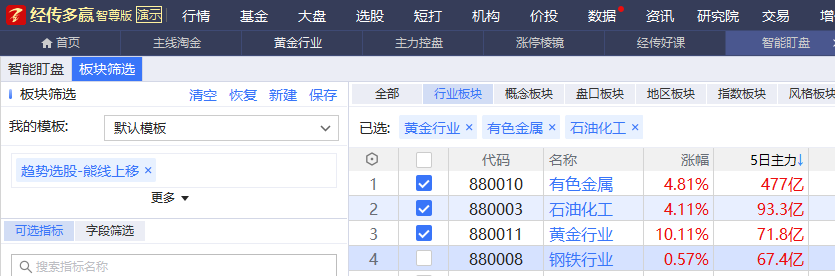 经传多赢 智尊版 演示 行情 基金 大盘 选股 短打 机构 价投 数据 资讯 研究院 交易
首页 主线淘金 黄金行业 主力控盘 涨停棱镜 经传好课 智能盯盘
智能盯盘 板块筛选
板块筛选 清空 恢复 新建 保存
我的模板: 默认模板
趋势选股-熊线上移 ×
更多
可选指标 字段筛选
搜索指标名称
全部 行业板块 概念板块 盘口板块 地区板块 指数板块 风格板块
已选: 黄金行业 × 有色金属 × 石油化工 ×
代码 名称 涨幅 5日主力↓
1 880010 有色金属 4.81% 477亿
2 880003 石油化工 4.11% 93.3亿
3 880011 黄金行业 10.11% 71.8亿
4 880008 钢铁行业 0.57% 67.4亿